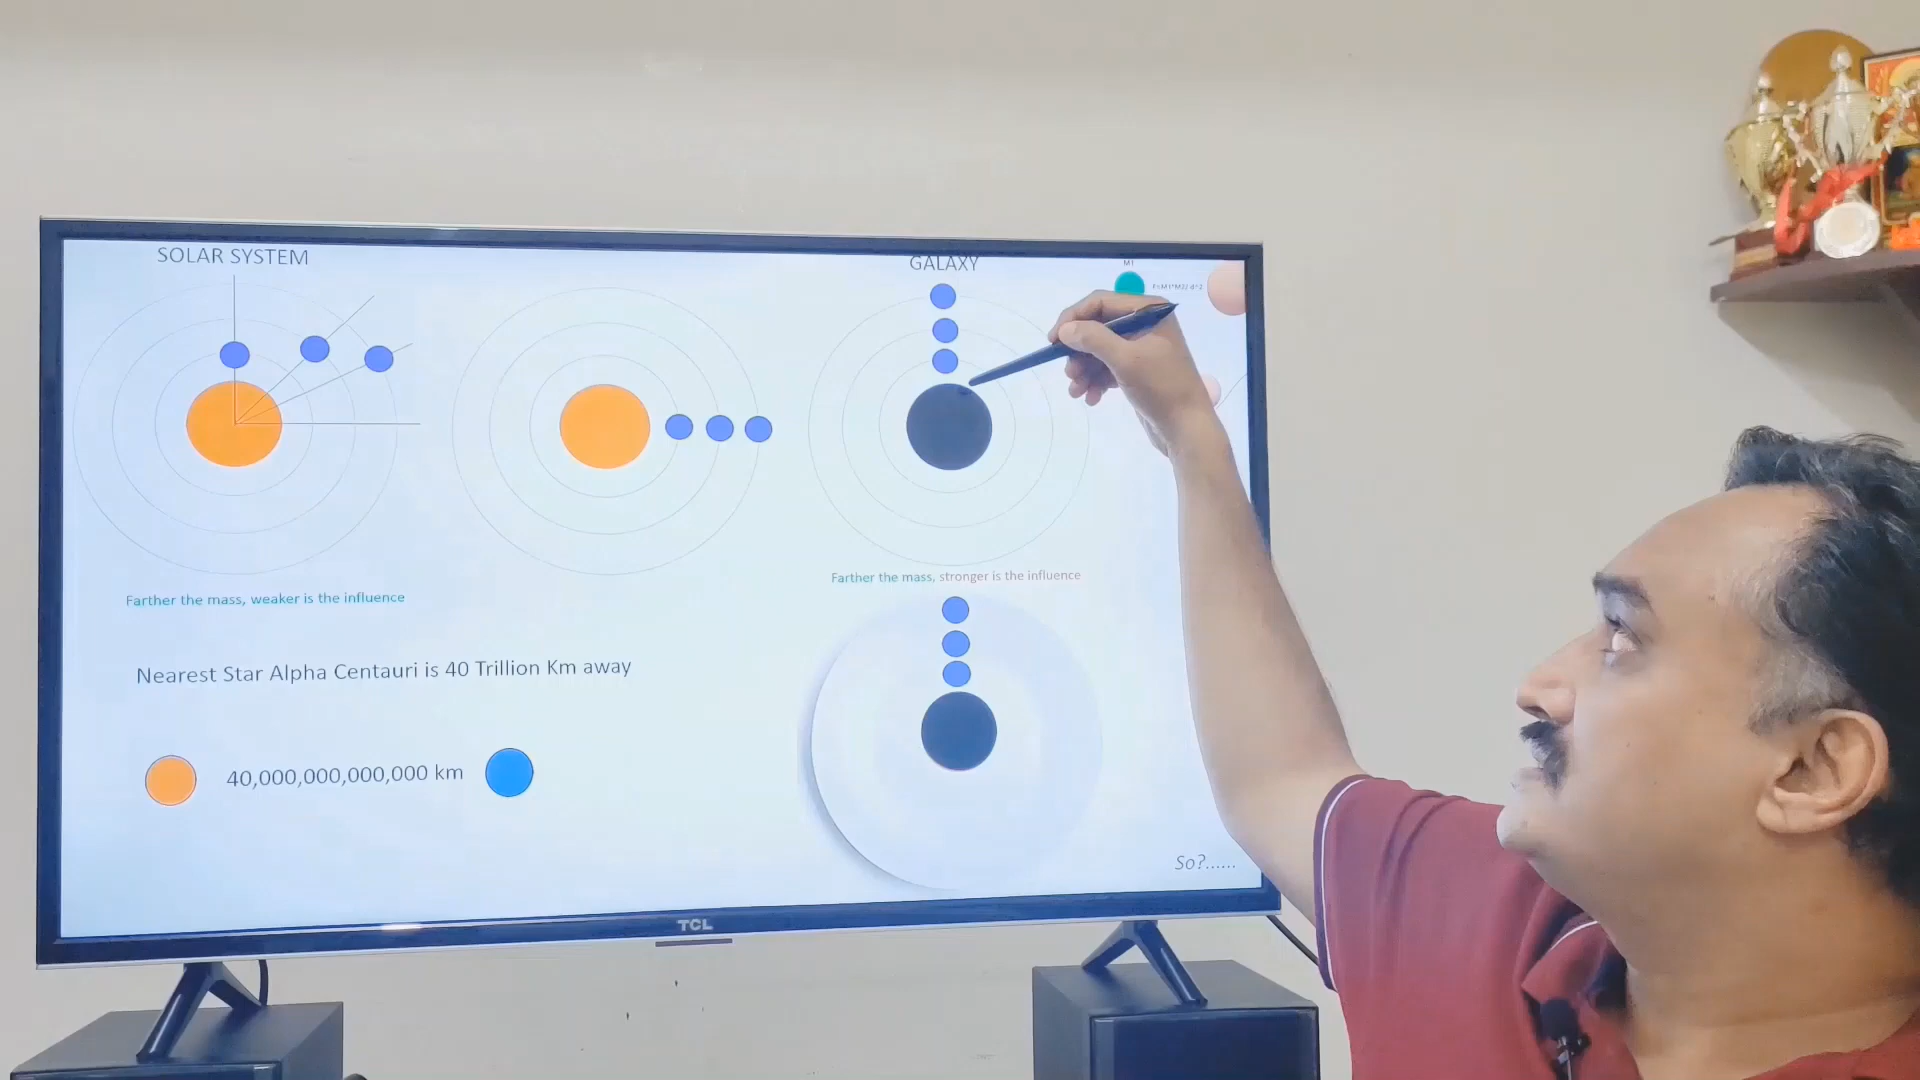 SOLAR SYSTEM
GALAXY
M1
Farther the mass, stronger is the influence
Farther the mass, weaker is the influence
Nearest Star Alpha Centauri is 40 Trillion Km away
40,000,000,000,000 km
So?......
TCL